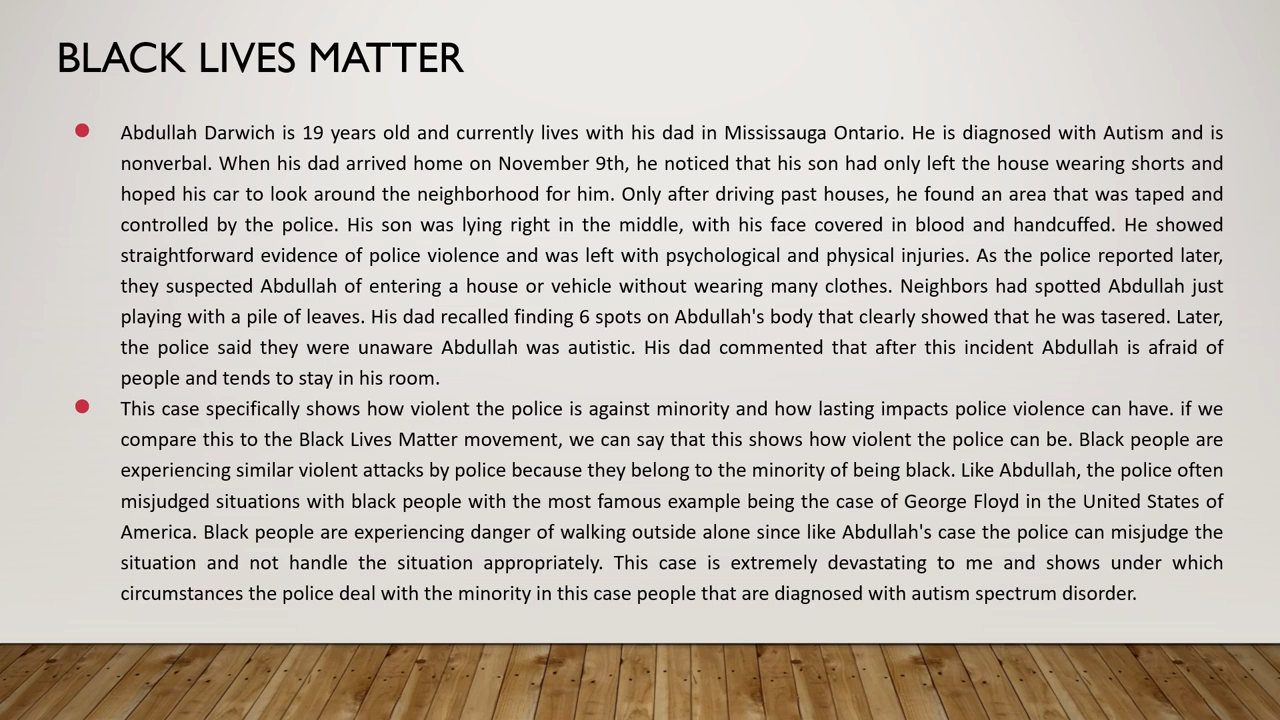 BLACK LIVES MATTER
Abdullah Darwich is 19 years old and currently lives with his dad in Mississauga Ontario. He is diagnosed with Autism and is
nonverbal. When his dad arrived home on November 9th, he noticed that his son had only left the house wearing shorts and
hoped his car to look around the neighborhood for him. Only after driving past houses, he found an area that was taped and
controlled by the police. His son was lying right in the middle, with his face covered in blood and handcuffed. He showed
straightforward evidence of police violence and was left with psychological and physical injuries. As the police reported later,
they suspected Abdullah of entering a house or vehicle without wearing many clothes. Neighbors had spotted Abdullah just
playing with a pile of leaves. His dad recalled finding 6 spots on Abdullah's body that clearly showed that he was tasered. Later,
the police said they were unaware Abdullah was autistic. His dad commented that after this incident Abdullah is afraid of
people and tends to stay in his room.
This case specifically shows how violent the police is against minority and how lasting impacts police violence can have. if we
compare this to the Black Lives Matter movement, we can say that this shows how violent the police can be. Black people are
experiencing similar violent attacks by police because they belong to the minority of being black. Like Abdullah, the police often
misjudged situations with black people with the most famous example being the case of George Floyd in the United States of
America. Black people are experiencing danger of walking outside alone since like Abdullah's case the police can misjudge the
situation and not handle the situation appropriately. This case is extremely devastating to me and shows under which
circumstances the police deal with the minority in this case people that are diagnosed with autism spectrum disorder.